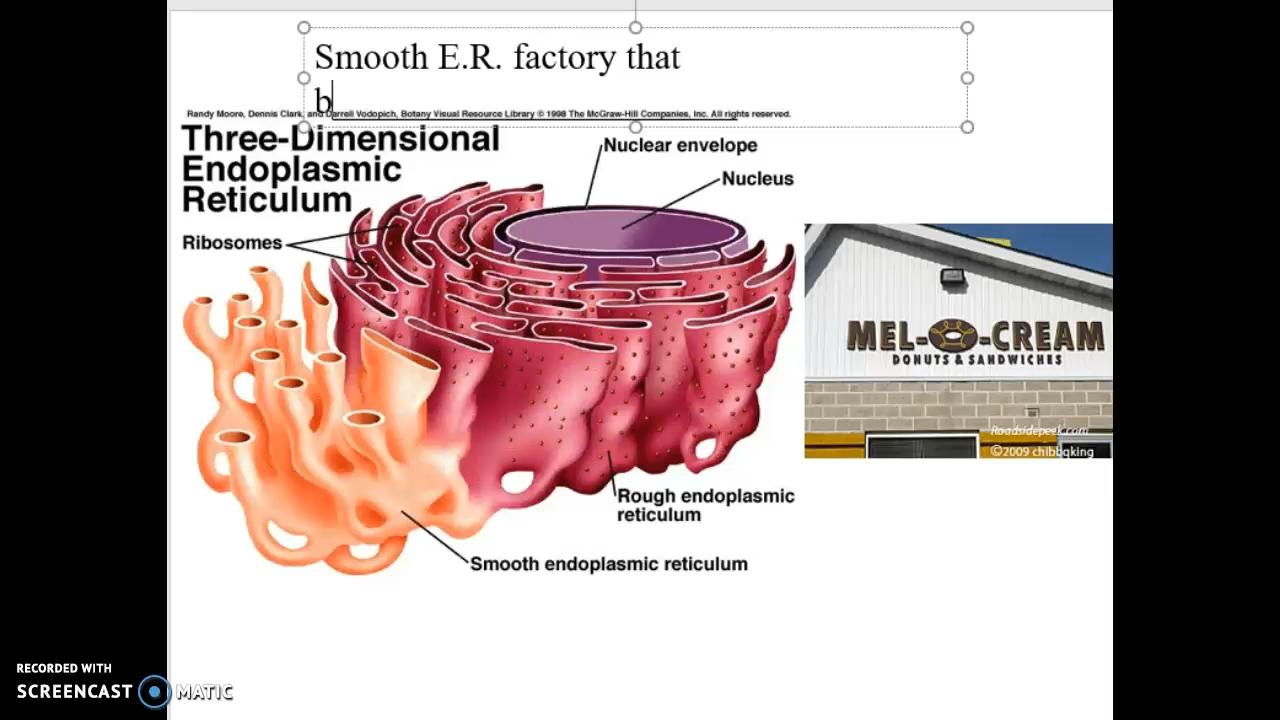 Smooth E.R. factory that
b
Randy Moore, Dennis Clark, and Darrell Vodopich, Botany Visual Resource Library © 1998 The McGraw-Hill Companies, Inc. All rights reserved.
Three-Dimensional
Endoplasmic
Reticulum
Nuclear envelope
Nucleus
Ribosomes
MEL-O-CREAM
DONUTS & SANDWICHES
Roadsidepeek.com
©2009 chibbqking
Rough endoplasmic
reticulum
Smooth endoplasmic reticulum
RECORDED WITH
SCREENCAST MATIC